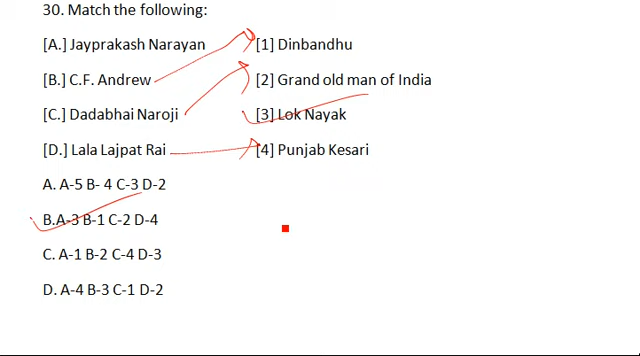 30. Match the following:
[A.] Jayprakash Narayan [1] Dinbandhu
[B.] C.F. Andrew [2] Grand old man of India
[C.] Dadabhai Naroji [3] Lok Nayak
[D.] Lala Lajpat Rai [4] Punjab Kesari
A. A-5 B- 4 C-3 D-2
B.A-3 B-1 C-2 D-4
C. A-1 B-2 C-4 D-3
D. A-4 B-3 C-1 D-2